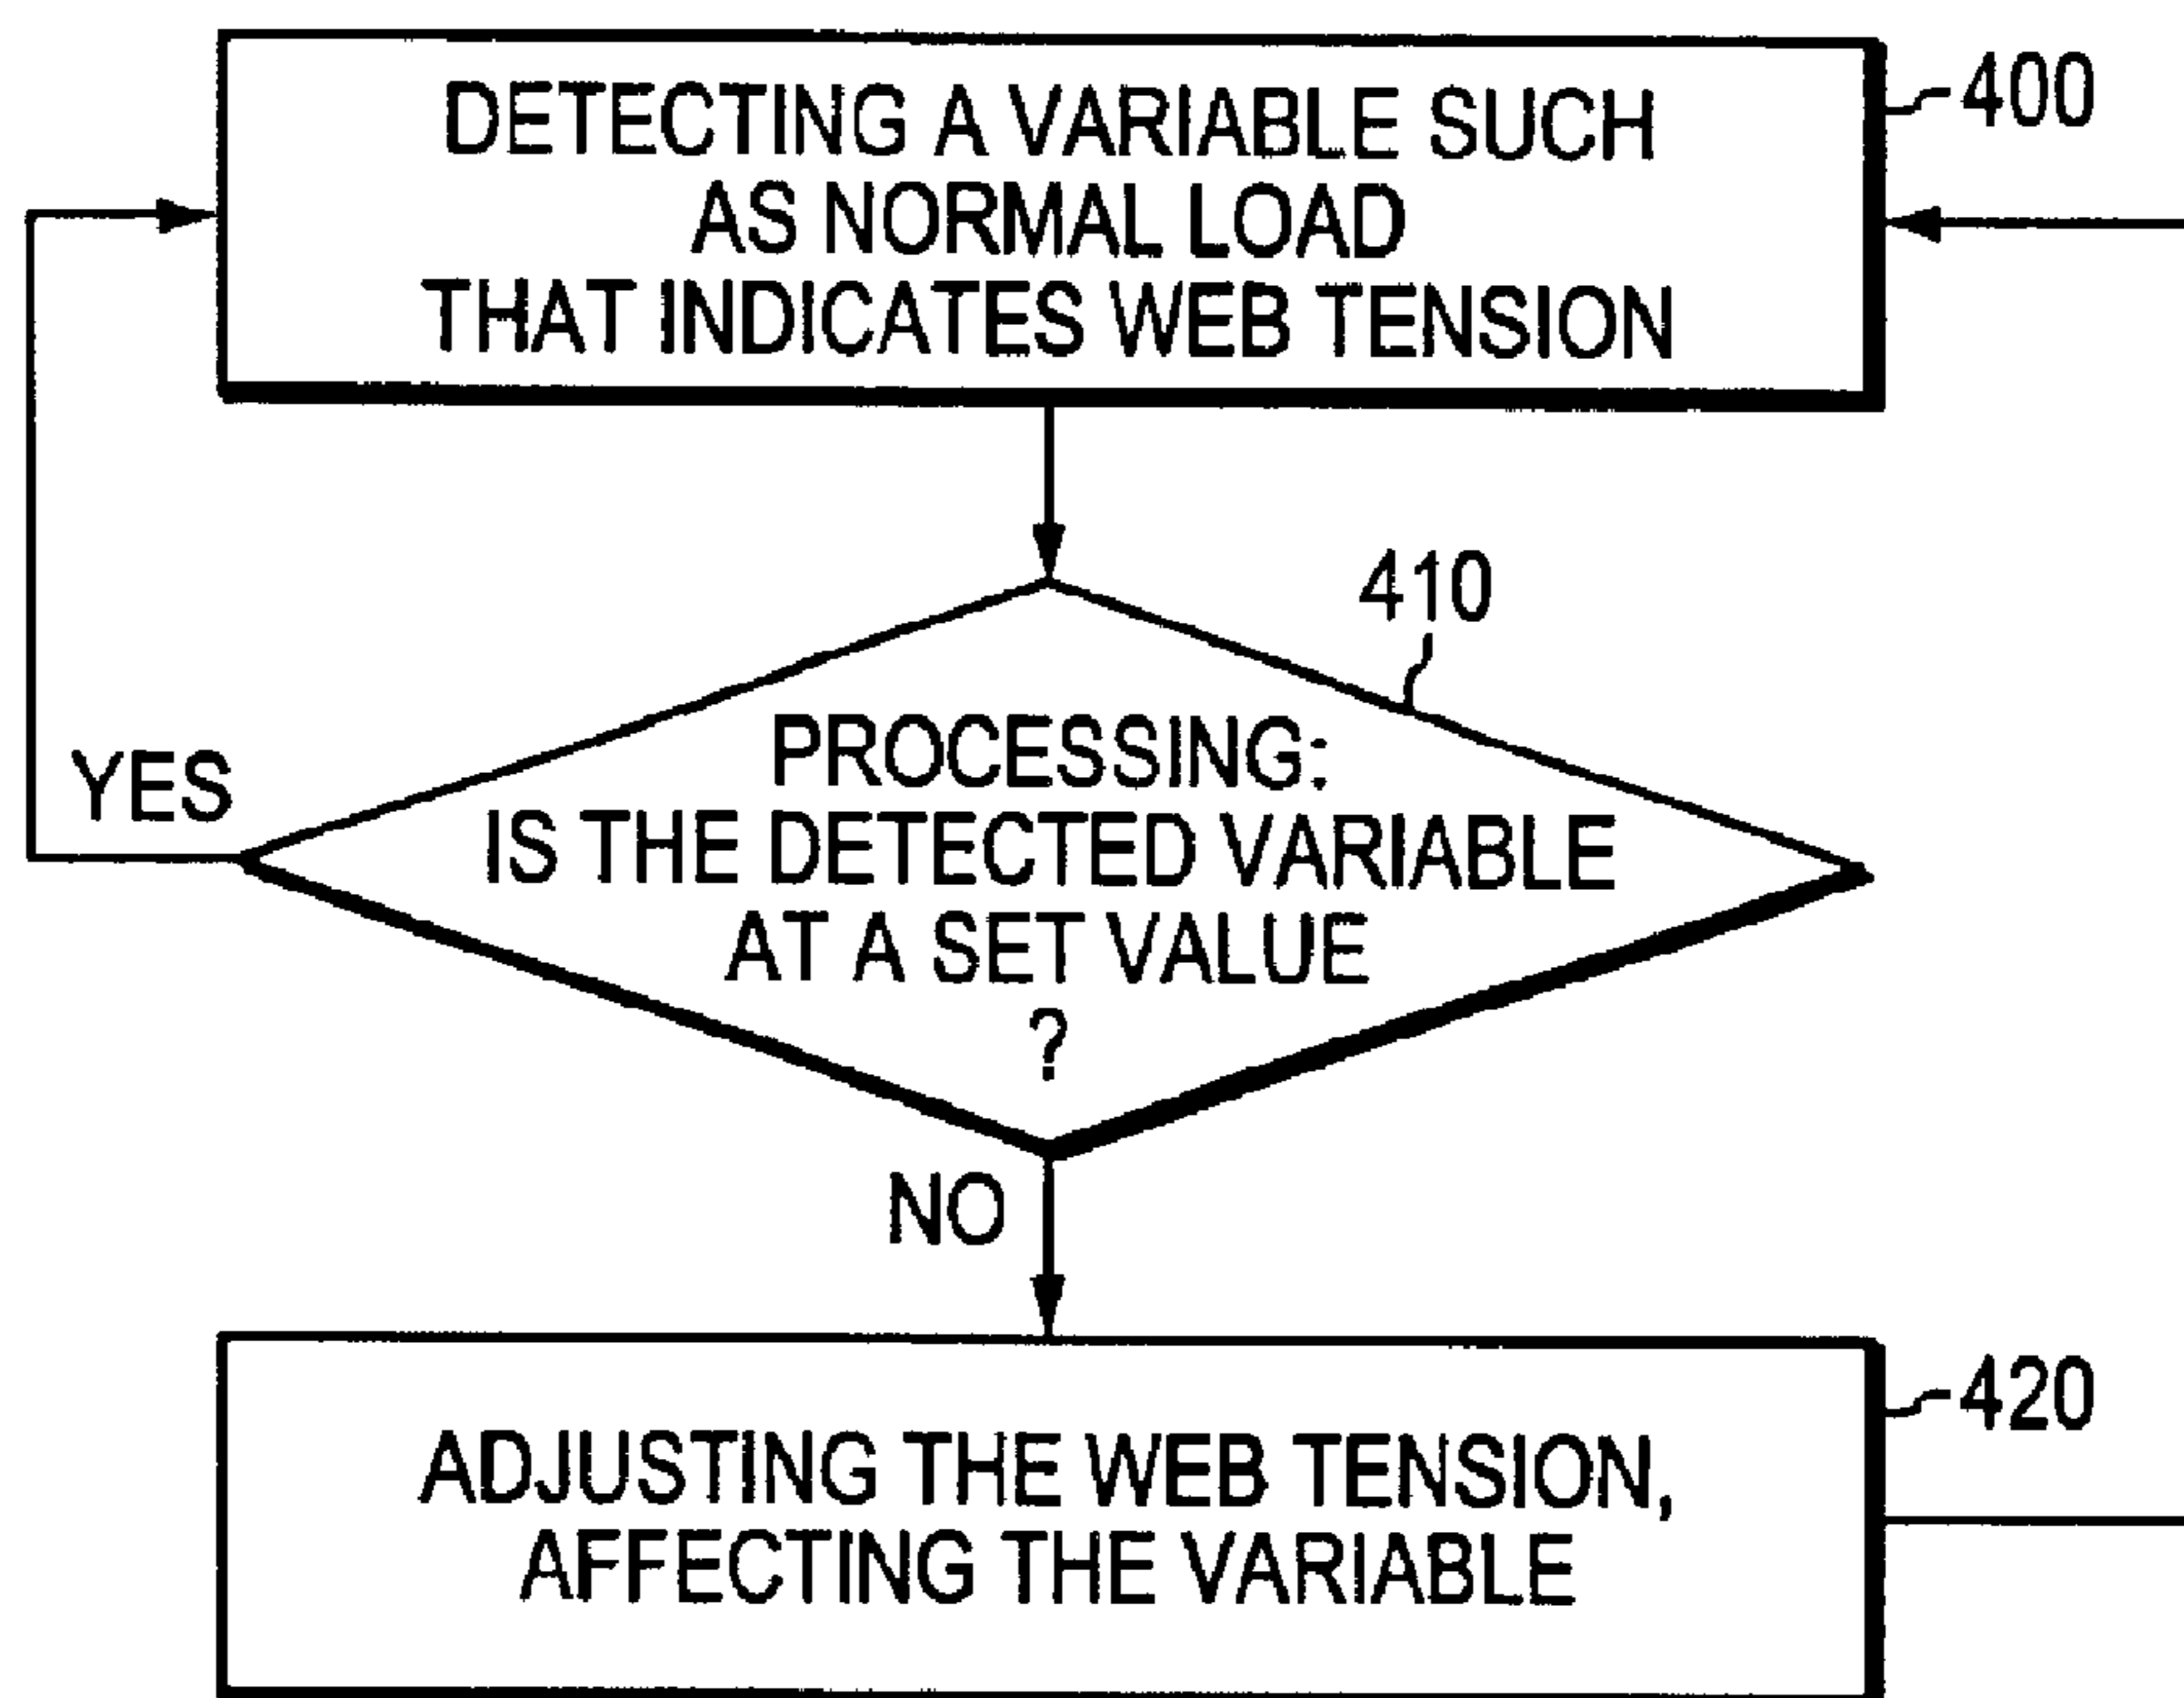 DETECTING A VARIABLE SUCH
AS NORMAL LOAD
THAT INDICATES WEB TENSION
400
410
PROCESSING:
IS THE DETECTED VARIABLE
AT A SET VALUE
?
YES
NO
ADJUSTING THE WEB TENSION,
AFFECTING THE VARIABLE
420